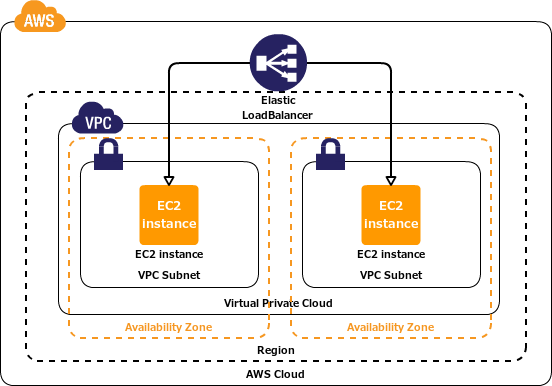 AWS
Elastic
LoadBalancer
VPC
EC2
instance
EC2 instance
VPC Subnet
EC2
instance
EC2 instance
VPC Subnet
Virtual Private Cloud
Availability Zone
Availability Zone
Region
AWS Cloud